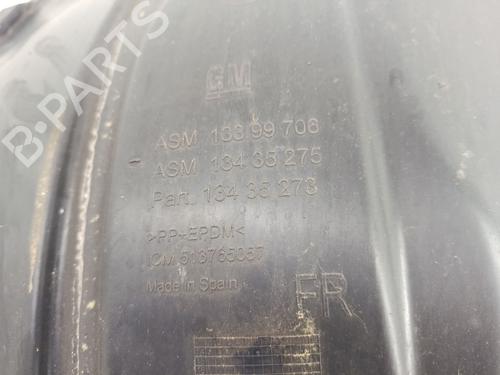 GM
B-PARTS
ASM 133 99 706
ASM 134 35 275
Part. 134 35 273
>PP+EPDM<
ICM 513765087
Made in Spain
FR